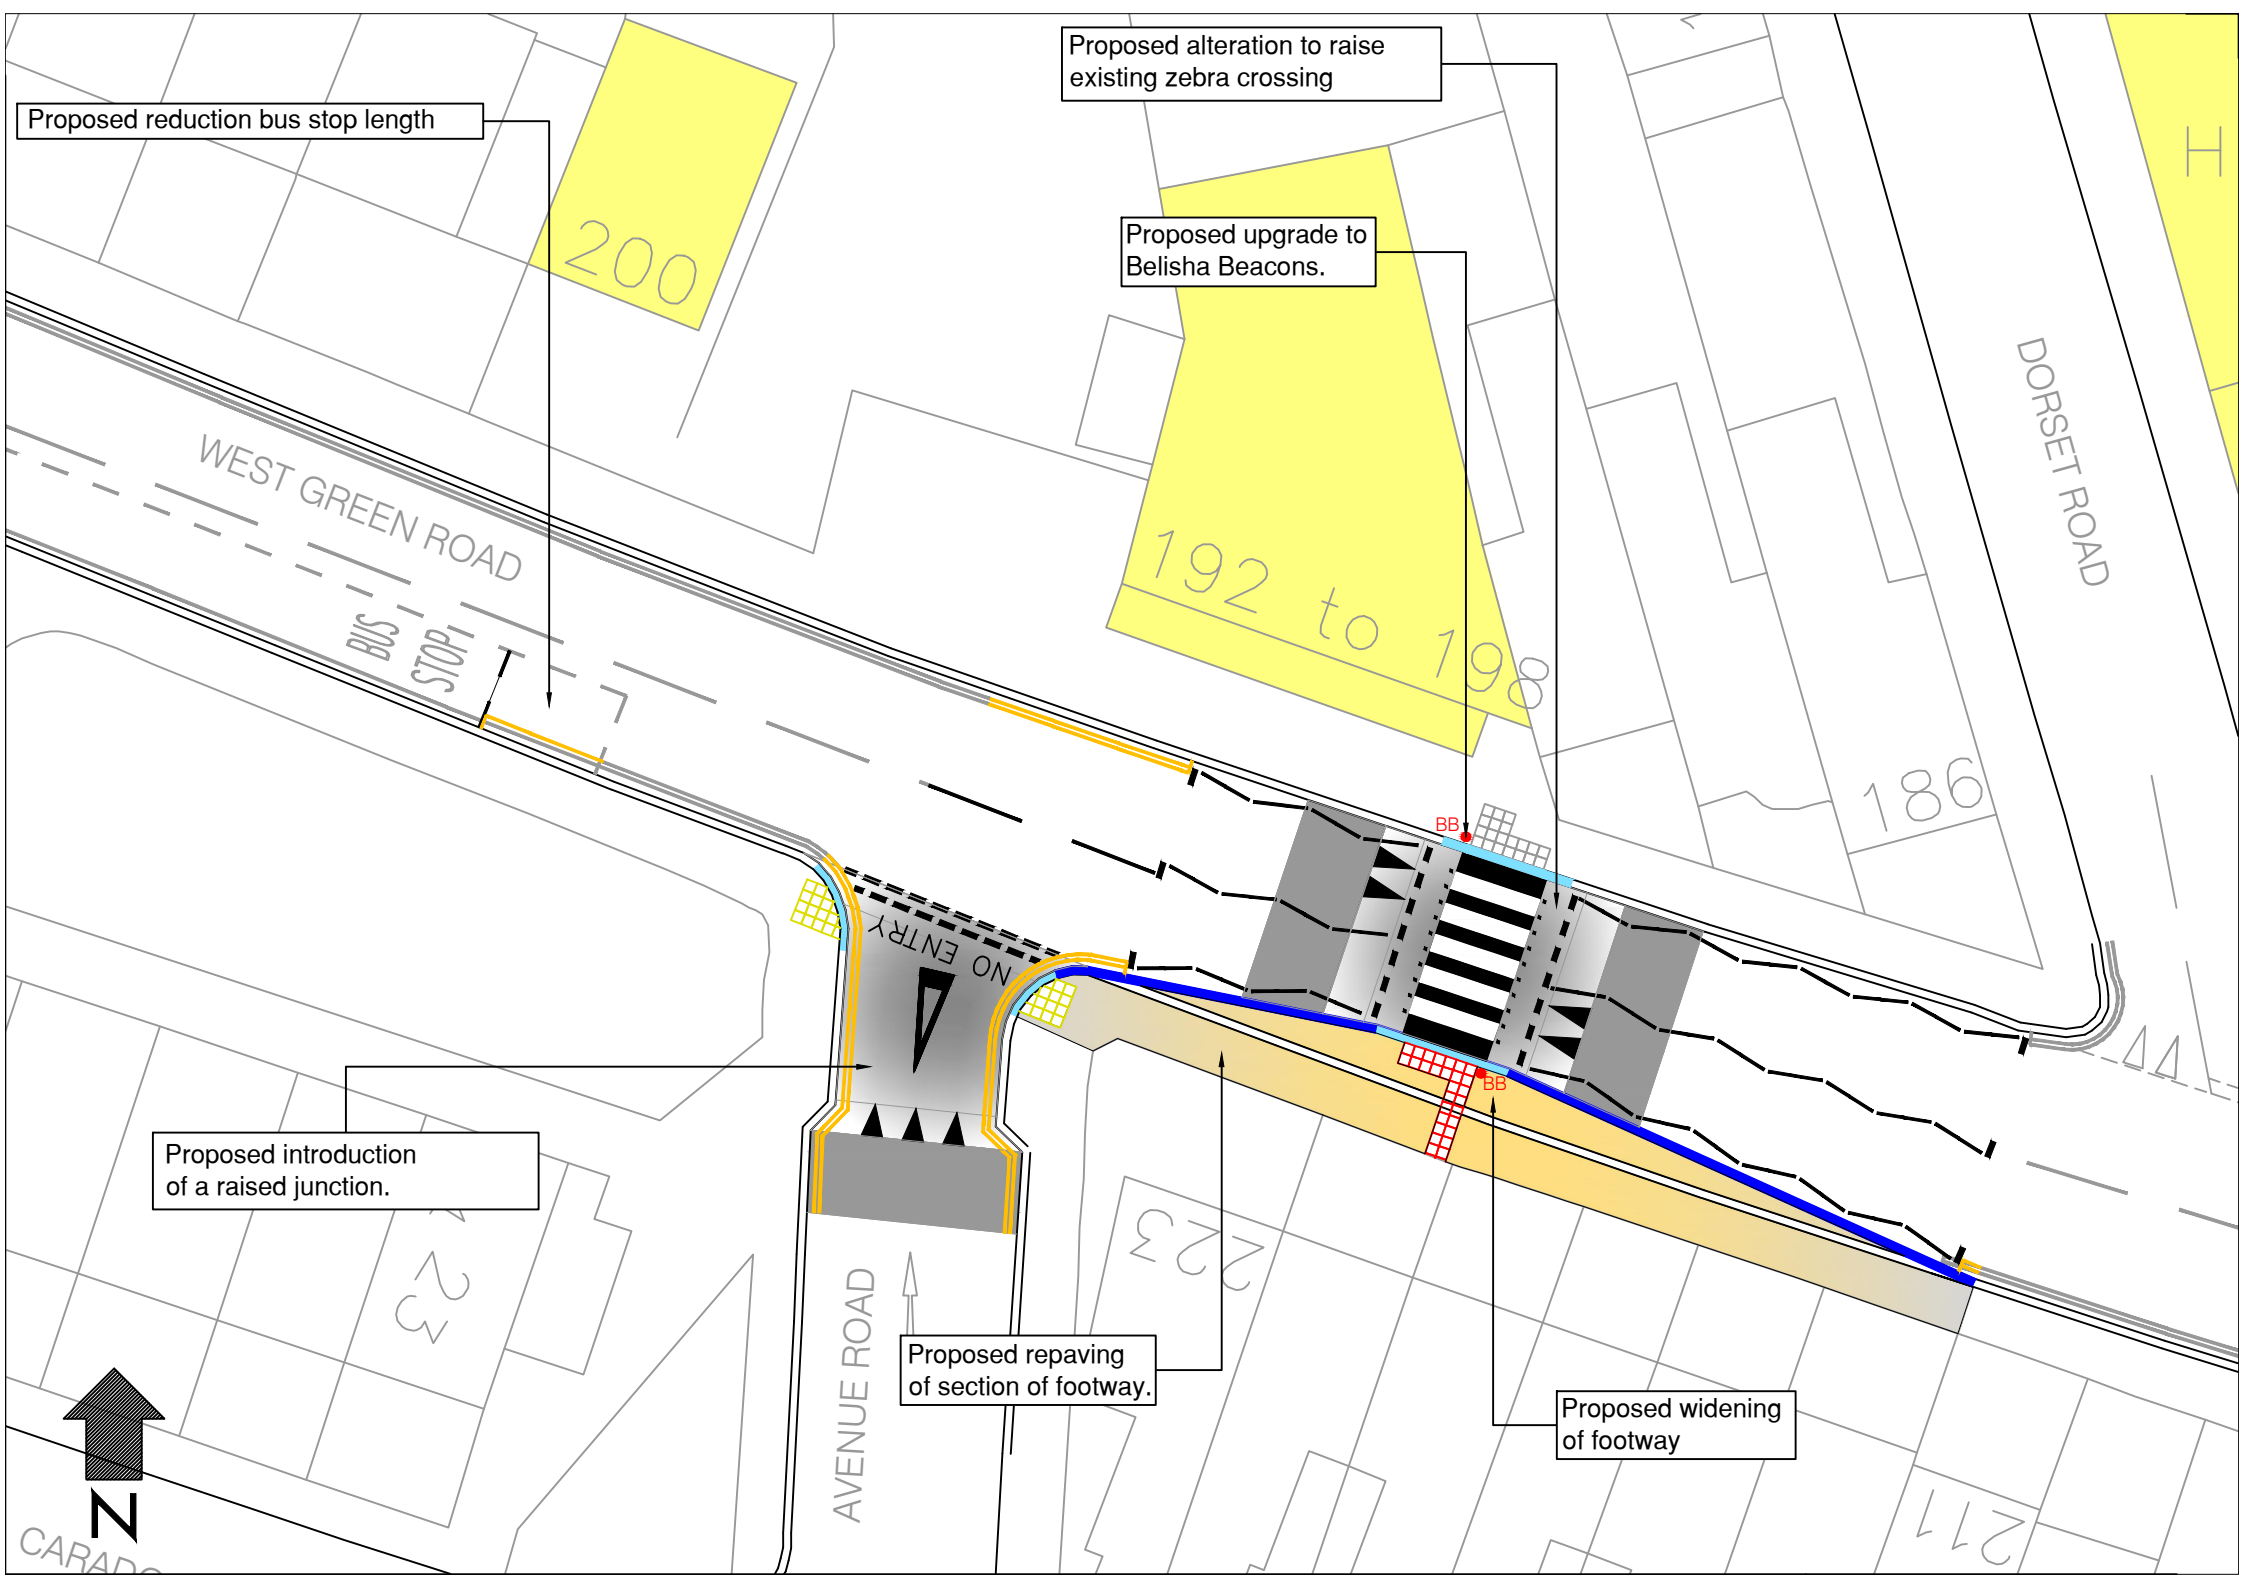 Proposed alteration to raise
existing zebra crossing
Proposed reduction bus stop length
H
200
Proposed upgrade to
Belisha Beacons.
DORSET ROAD
WEST GREEN ROAD
192 to 198
BUS
STOP
186
BB
NO ENTRY
BB
Proposed introduction
of a raised junction.
223
23
AVENUE ROAD
Proposed repaving
of section of footway.
Proposed widening
of footway
N
211